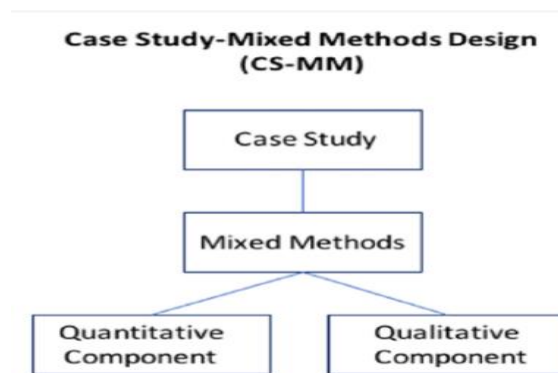 Case Study-Mixed Methods Design
(CS-MM)
Case Study
Mixed Methods
Quantitative
Component
Qualitative
Component